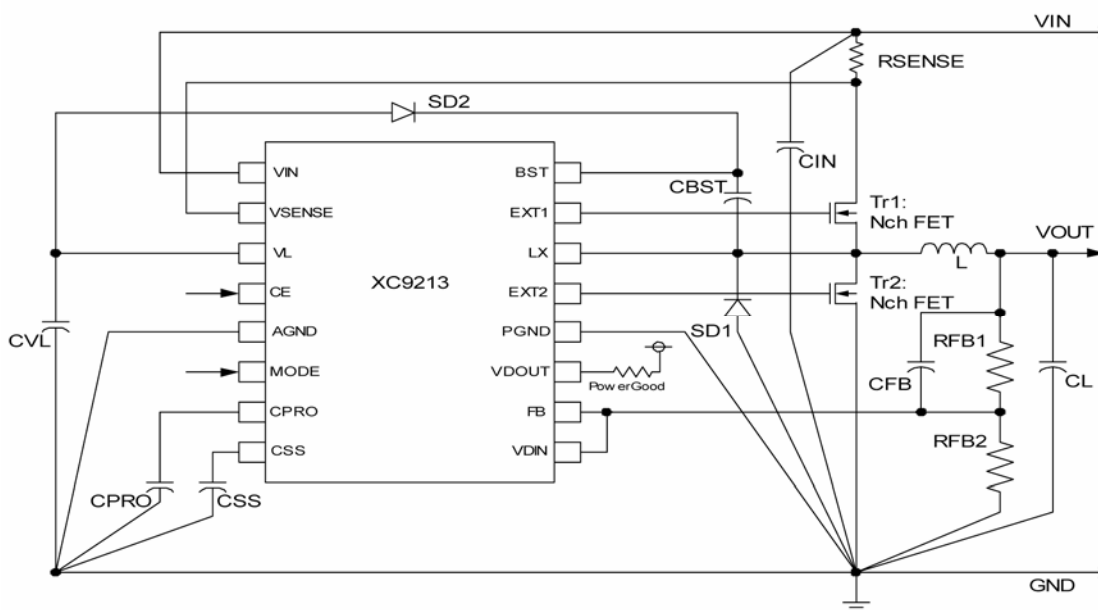 VIN
RSENSE
SD2
CIN
VIN
BST
CBST
VSENSE
EXT1
Tr1:
Nch FET
VL
LX
VOUT
L
XC9213
CE
EXT2
Tr2:
Nch FET
CVL
AGND
PGND
SD1
RFB1
MODE
VDOUT
PowerGood
CFB
CL
CPRO
FB
CSS
VDIN
RFB2
CPRO
CSS
GND